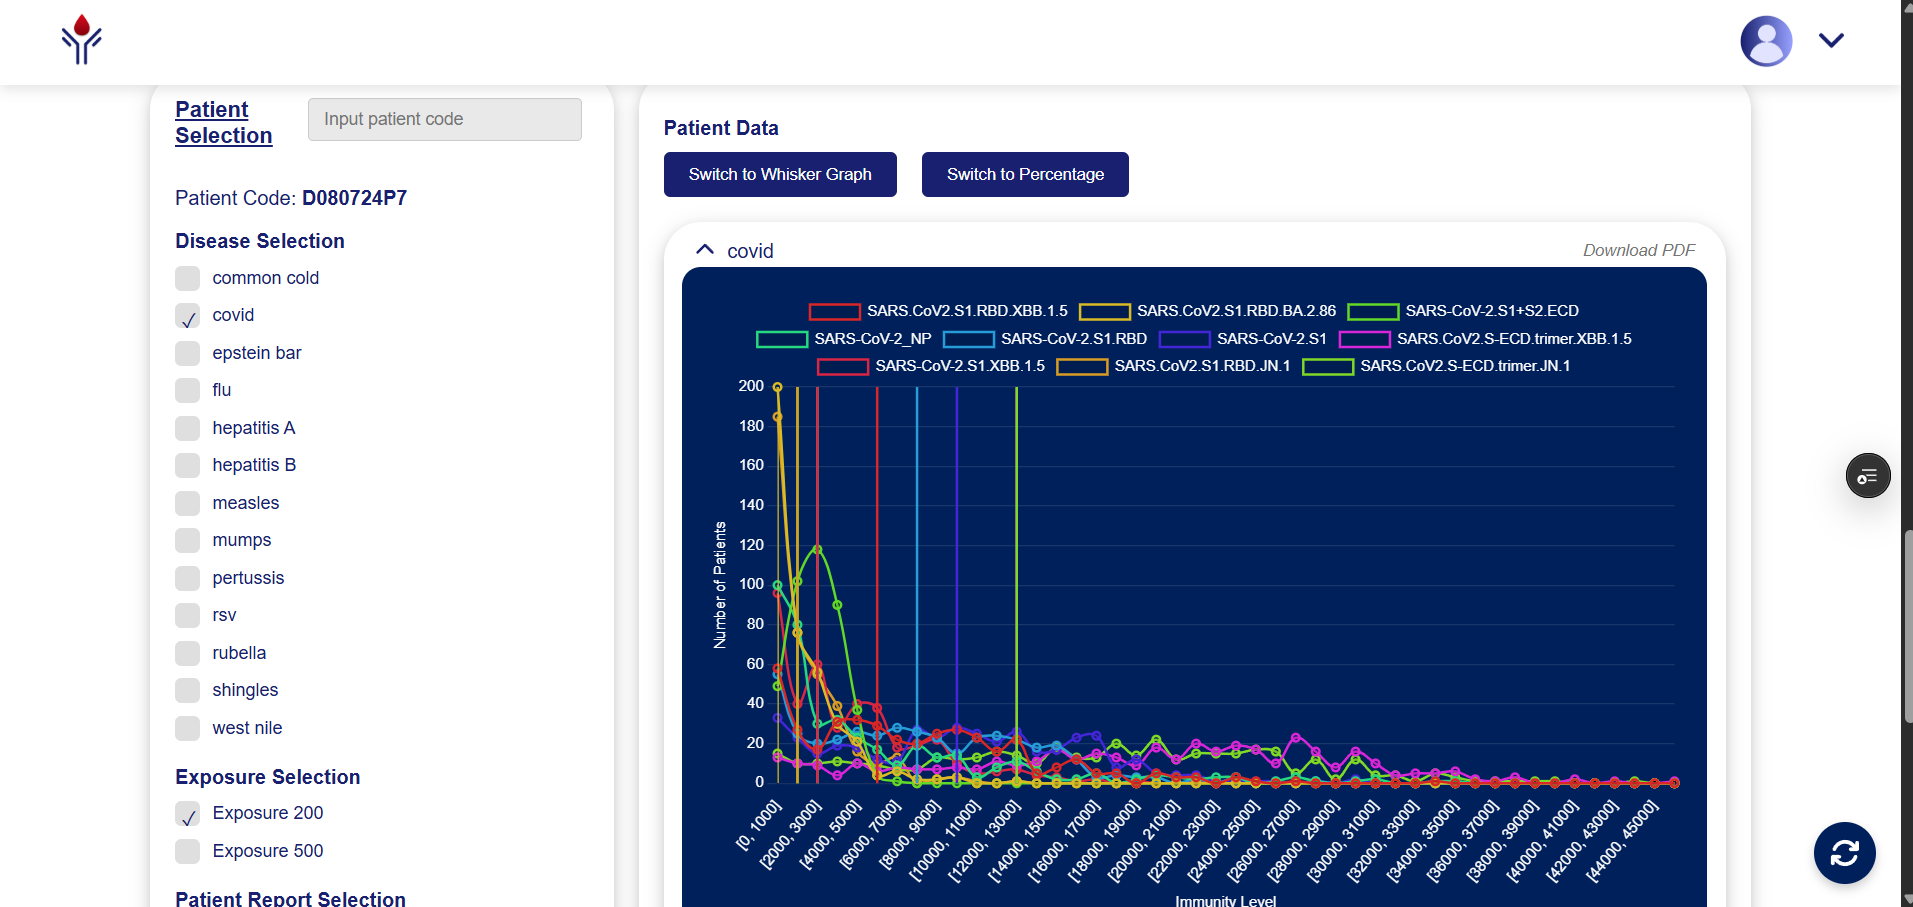 Patient
Selection
Input patient code
Patient Code: D080724P7
Disease Selection
common cold
covid
epstein bar
flu
hepatitis A
hepatitis B
measles
mumps
pertussis
rsv
rubella
shingles
west nile
Exposure Selection
Exposure 200
Exposure 500
Patient Report Selection
Patient Data
Switch to Whisker Graph
Switch to Percentage
covid
Download PDF
SARS.CoV2.S1.RBD.XBB.1.5 SARS.CoV2.S1.RBD.BA.2.86 SARS-CoV-2.S1+S2.ECD
SARS-CoV-2_NP SARS-CoV-2.S1.RBD SARS-CoV-2.S1 SARS.CoV2.S-ECD.trimer.XBB.1.5
SARS-CoV-2.S1.XBB.1.5 SARS.CoV2.S1.RBD.JN.1 SARS.CoV2.S-ECD.trimer.JN.1
Number of Patients
200
180
160
140
120
100
80
60
40
20
0
[0, 1000]
[2000, 3000]
[4000, 5000]
[6000, 7000]
[8000, 9000]
[10000, 11000]
[12000, 13000]
[14000, 15000]
[16000, 17000]
[18000, 19000]
[20000, 21000]
[22000, 23000]
[24000, 25000]
[26000, 27000]
[28000, 29000]
[30000, 31000]
[32000, 33000]
[34000, 35000]
[36000, 37000]
[38000, 39000]
[40000, 41000]
[42000, 43000]
[44000, 45000]
Immunity Level